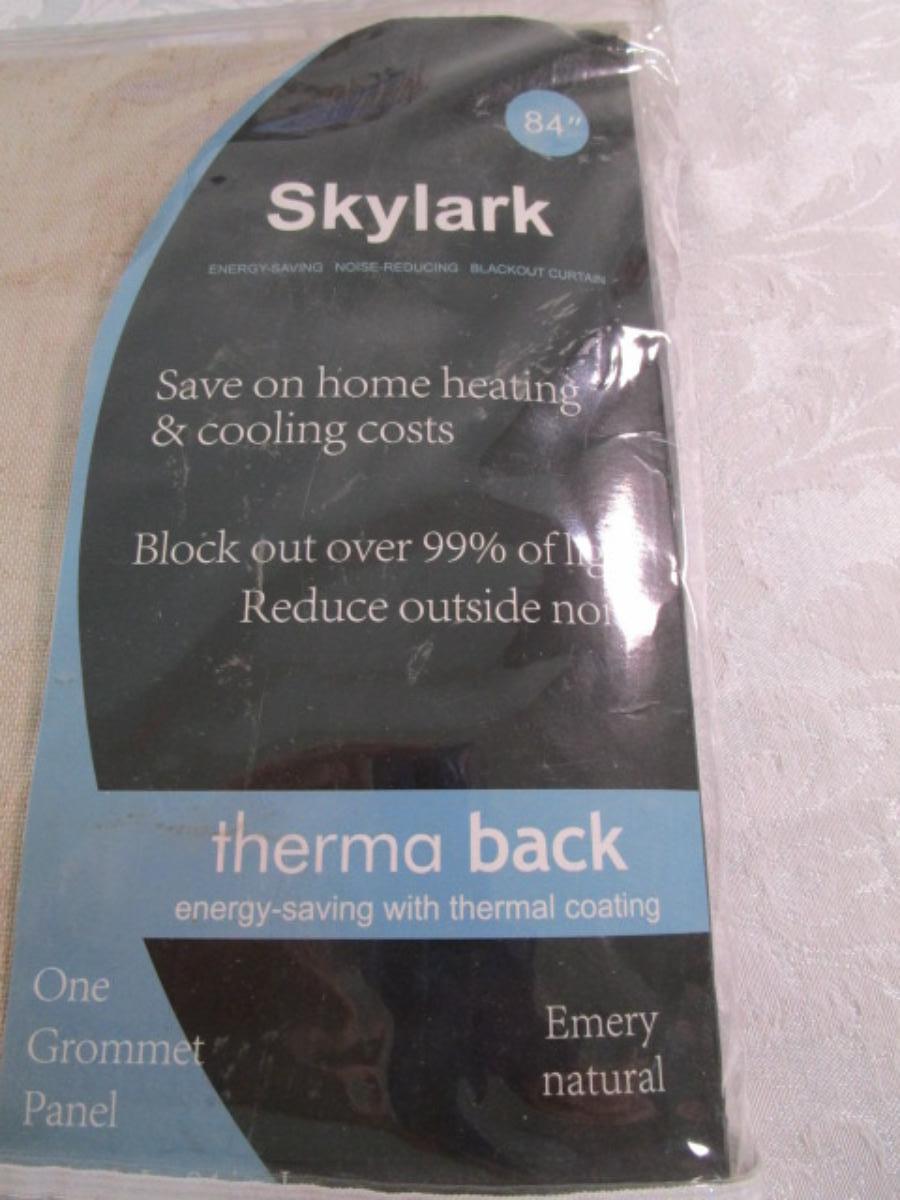 84"
Skylark
ENERGY-SAVING NOISE-REDUCING BLACKOUT CURTAIN
Save on home heating
& cooling costs
Block out over 99% of
Reduce outside
therma back
energy-saving with thermal coating
One
Grommet
Panel
Emery
natural